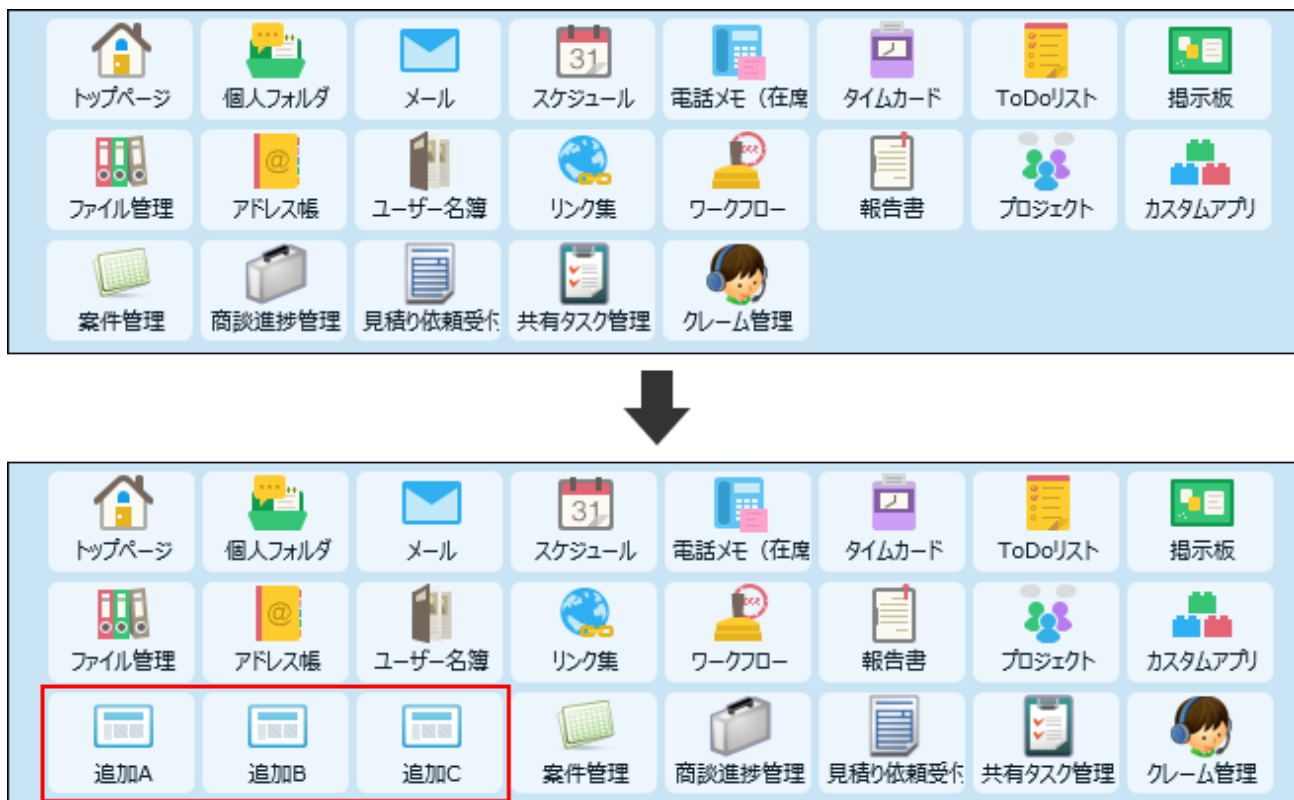 トップページ 個人フォルダ メール スケジュール 電話メモ（在席 タイムカード ToDoリスト 掲示板
ファイル管理 アドレス帳 ユーザー名簿 リンク集 ワークフロー 報告書 プロジェクト カスタムアプリ
案件管理 商談進捗管理 見積り依頼受付 共有タスク管理 クレーム管理
トップページ 個人フォルダ メール スケジュール 電話メモ（在席 タイムカード ToDoリスト 掲示板
ファイル管理 アドレス帳 ユーザー名簿 リンク集 ワークフロー 報告書 プロジェクト カスタムアプリ
追加A 追加B 追加C 案件管理 商談進捗管理 見積り依頼受付 共有タスク管理 クレーム管理